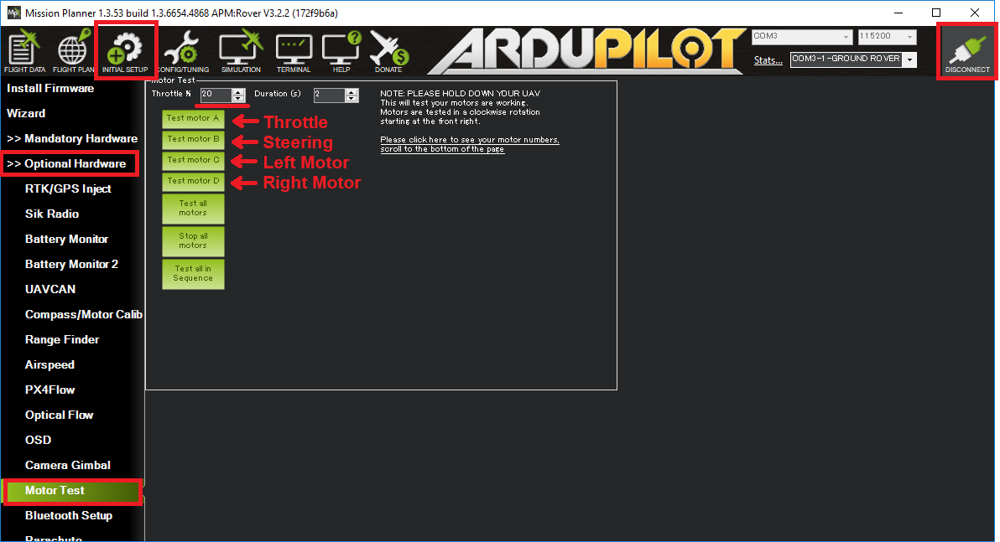 Mp
Mission Planner 1.3.53 build 1.3.6654.4868 APM:Rover V3.2.2 (172f9b6a)
FLIGHT DATA
FLIGHT PLAN
INITIAL SETUP
CONFIG/TUNING
SIMULATION
TERMINAL
HELP
DONATE
ARDUPILOT
COM3
115200
Stats...
COM3-1-GROUND ROVER
DISCONNECT
Install Firmware
Wizard
>> Mandatory Hardware
>> Optional Hardware
RTK/GPS Inject
Sik Radio
Battery Monitor
Battery Monitor 2
UAVCAN
Compass/Motor Calib
Range Finder
Airspeed
PX4Flow
Optical Flow
OSD
Camera Gimbal
Motor Test
Bluetooth Setup
Parachute
Motor Test
Throttle % 20 Duration (s) 2
Test motor A Throttle
Test motor B Steering
Test motor C Left Motor
Test motor D Right Motor
Test all
motors
Stop all
motors
Test all in
Sequence
NOTE: PLEASE HOLD DOWN YOUR UAV
This will test your motors are working.
Motors are tested in a clockwise rotation
starting at the front right.
Please click here to see your motor numbers,
scroll to the bottom of the page